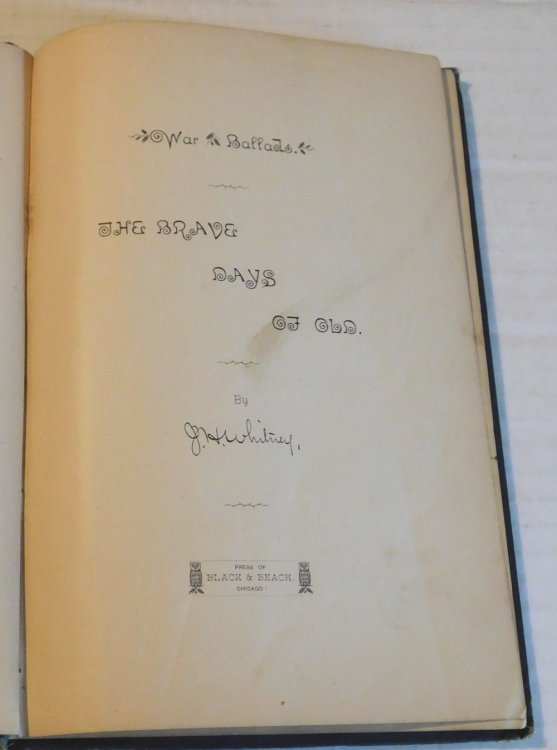 War Ballads.
THE BRAVE
DAYS
OF OLD.
By
J. H. Whitney,
PRESS OF
BLACK & BEACH,
CHICAGO: